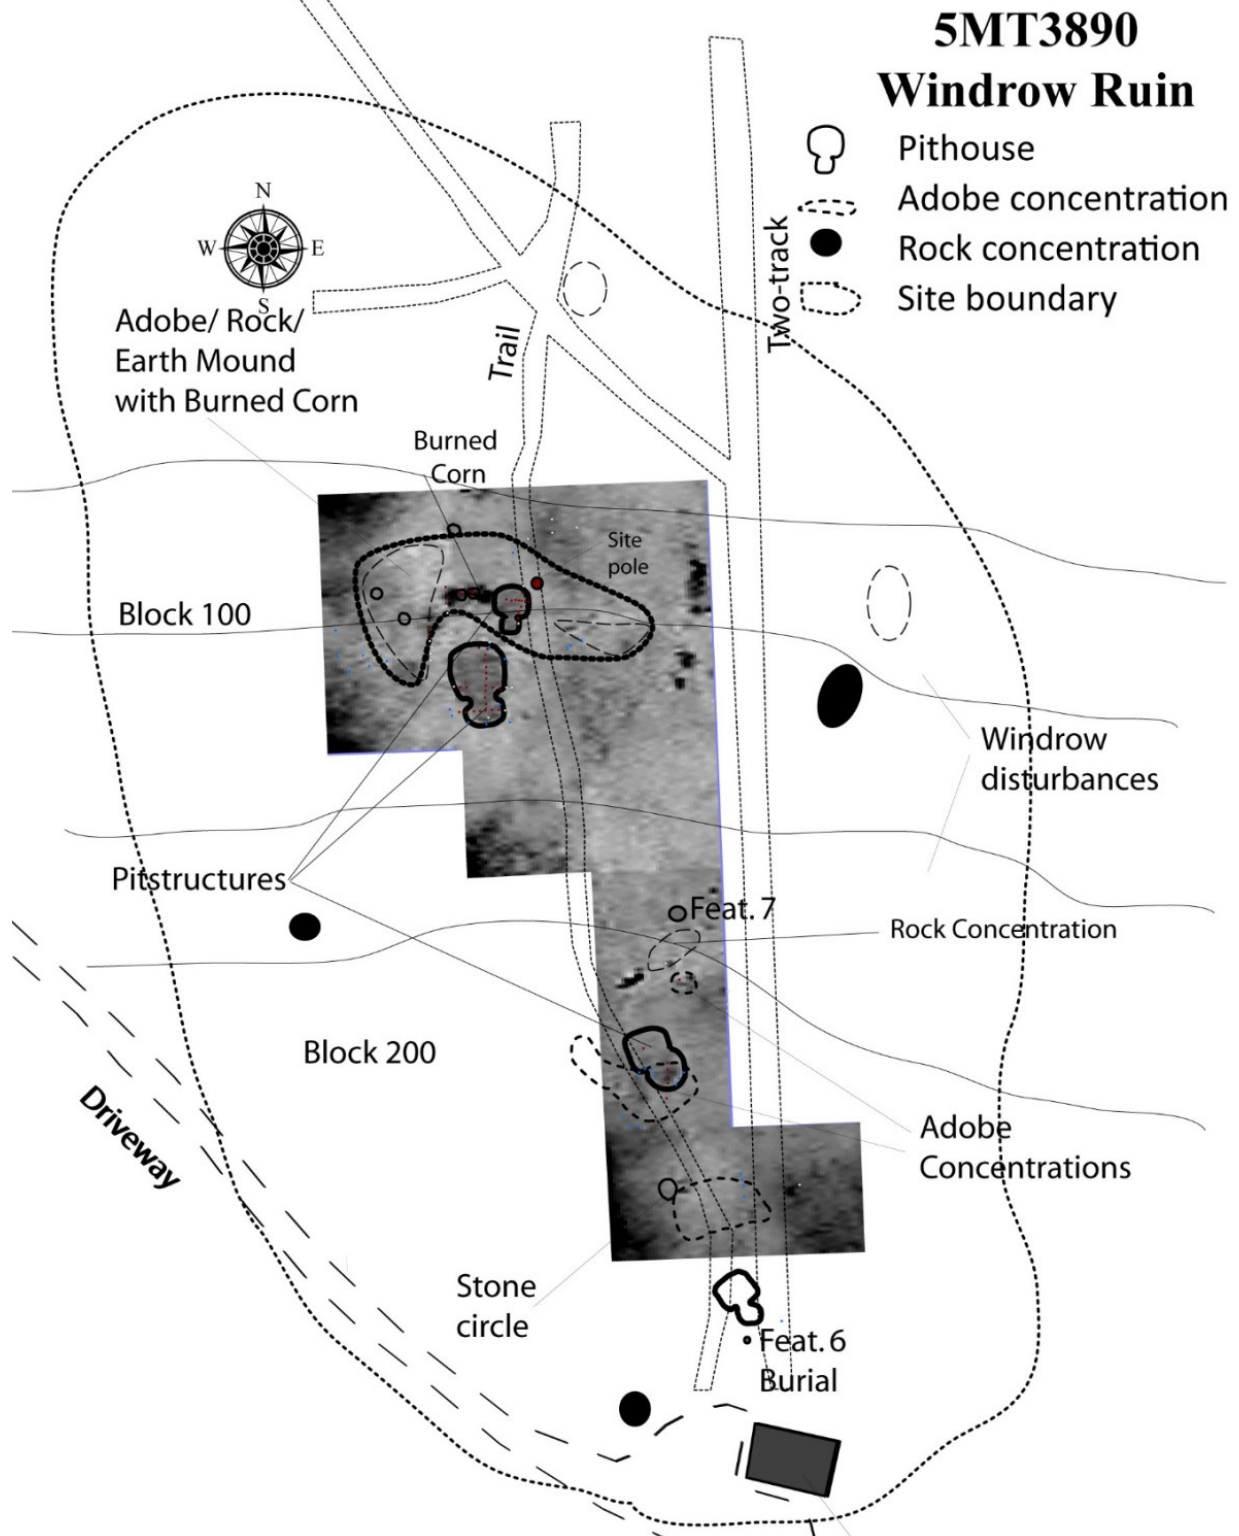 5MT3890
Windrow Ruin
Pithouse
Adobe concentration
Rock concentration
Site boundary
N
W
E
S
Two-track
Adobe/ Rock/
Earth Mound
with Burned Corn
Trail
Burned
Corn
Site
pole
Block 100
Windrow
disturbances
Pitstructures
Feat. 7
Rock Concentration
Block 200
Driveway
Adobe
Concentrations
Stone
circle
Feat. 6
Burial